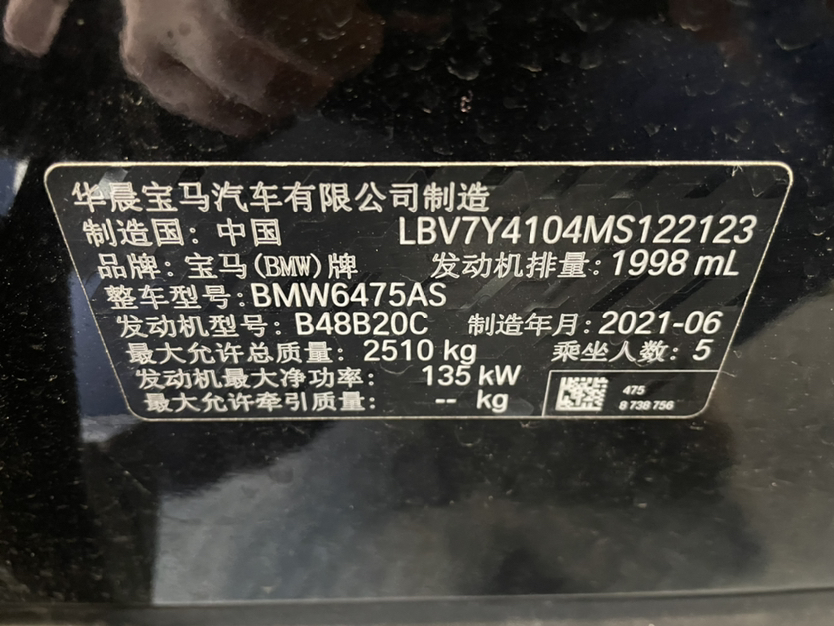 华晨宝马汽车有限公司制造
制造国：中国 LBV7Y4104MS122123
品牌：宝马(BMW)牌 发动机排量：1998 mL
整车型号：BMW6475AS
发动机型号：B48B20C 制造年月：2021-06
最大允许总质量：2510 kg 乘坐人数：5
发动机最大净功率：135 kW
最大允许牵引质量：-- kg
475
8 738 756